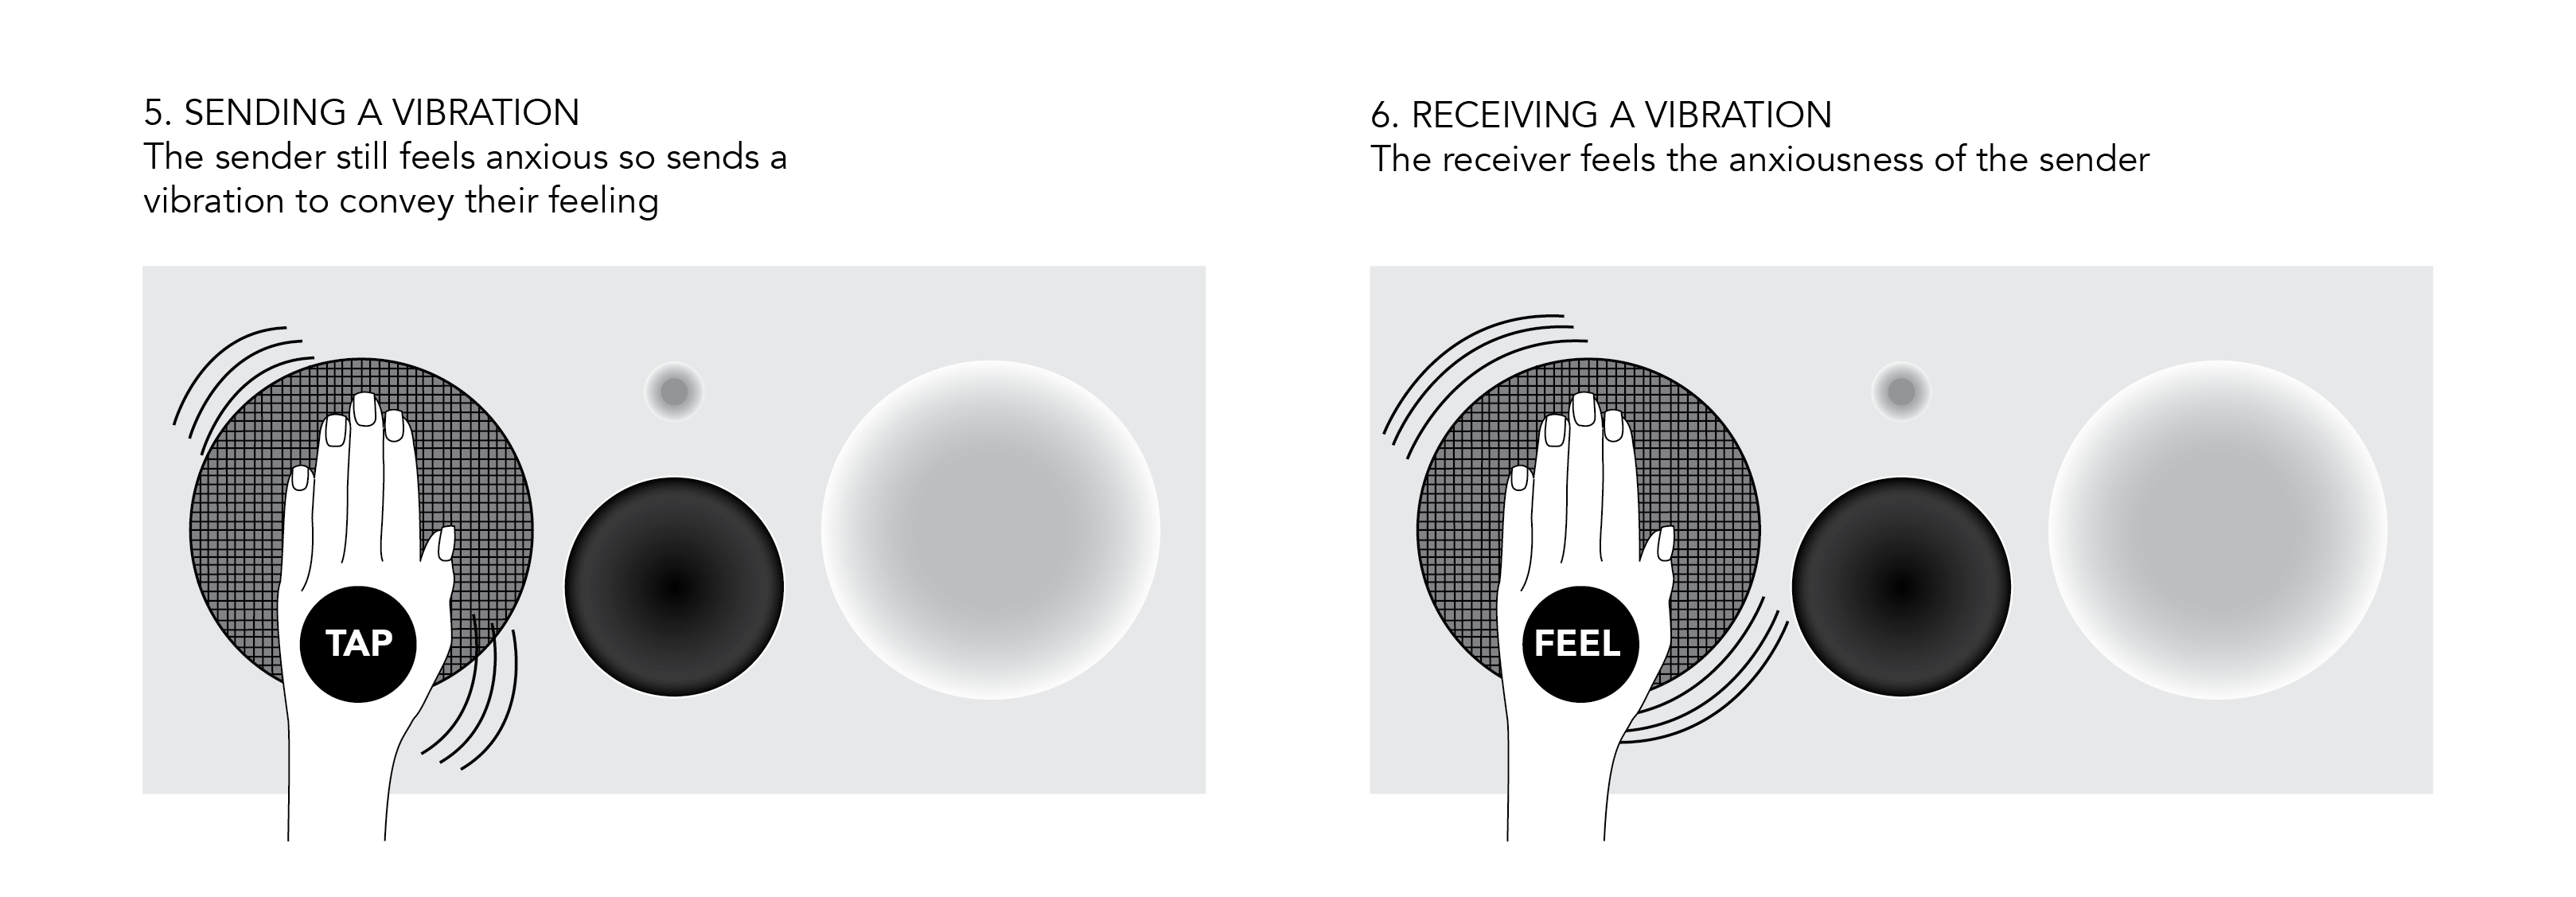 5. SENDING A VIBRATION
The sender still feels anxious so sends a
vibration to convey their feeling
TAP
6. RECEIVING A VIBRATION
The receiver feels the anxiousness of the sender
FEEL